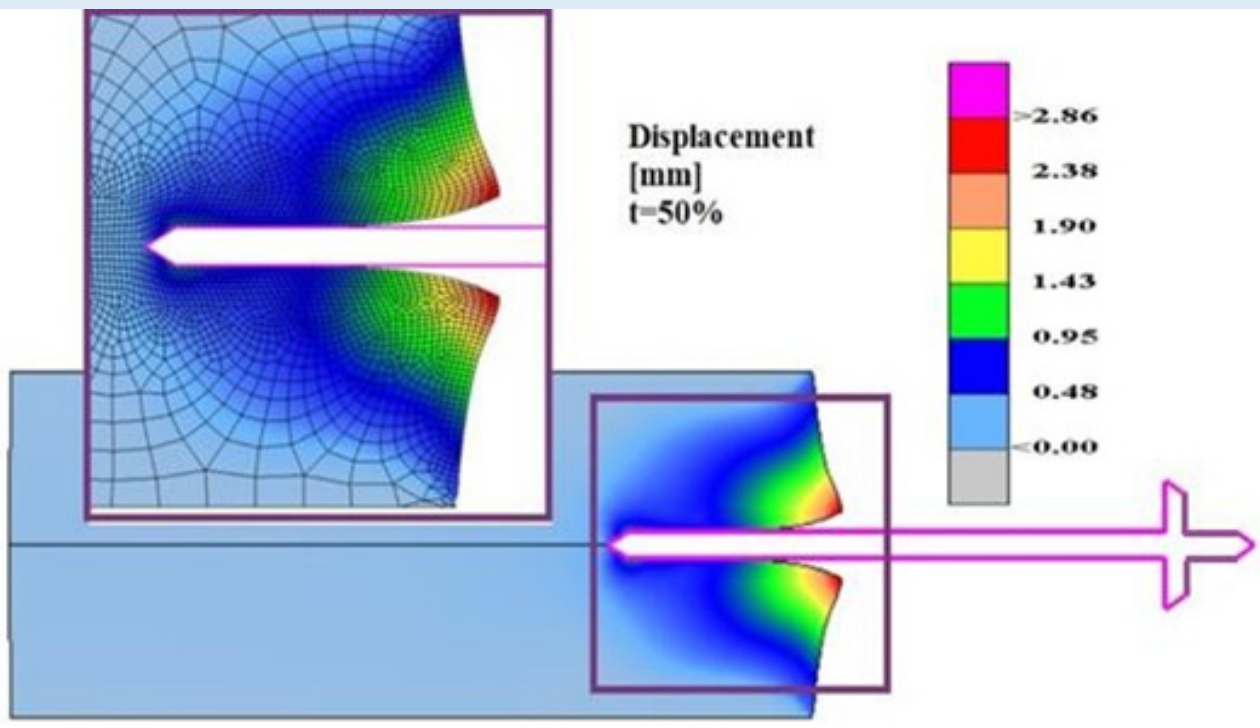 Displacement
[mm]
t=50%
>2.86
2.38
1.90
1.43
0.95
0.48
<0.00